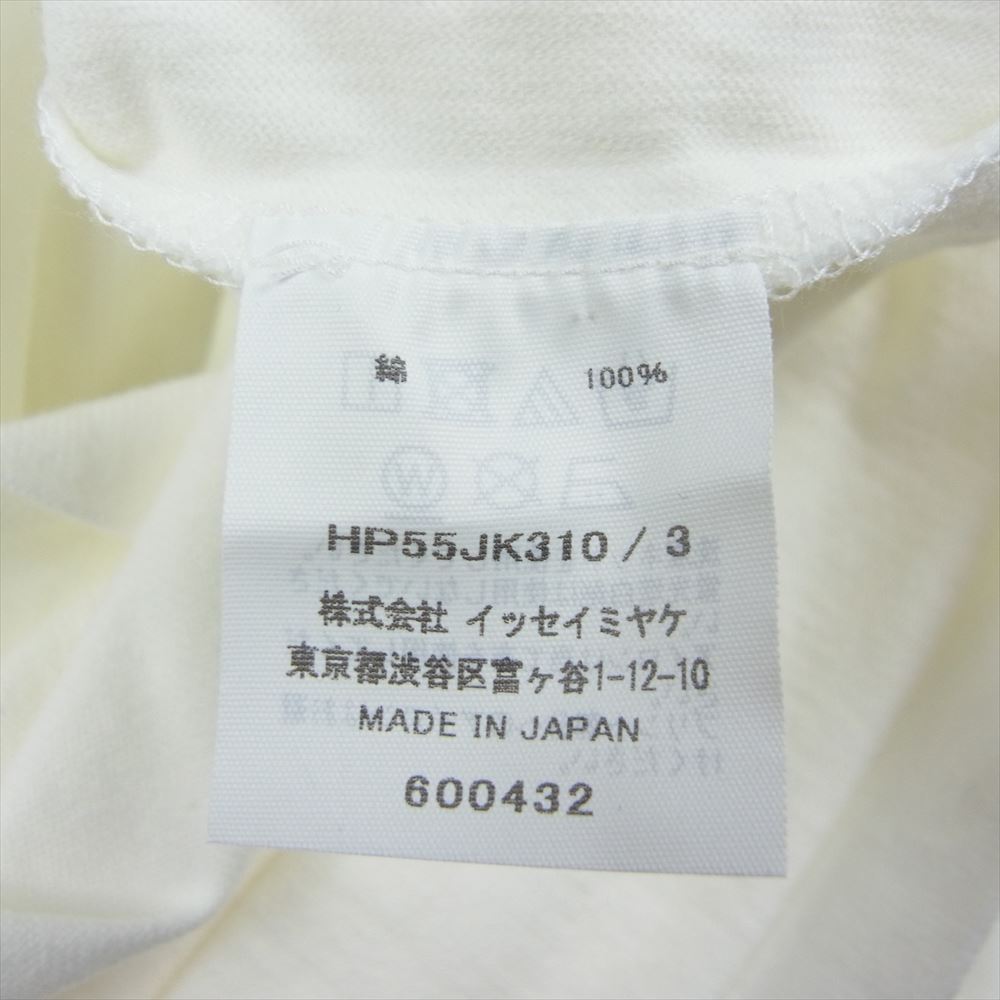 綿 100%
HP55JK310 / 3
株式会社 イッセイミヤケ
東京都渋谷区富ヶ谷1-12-10
MADE IN JAPAN
600432